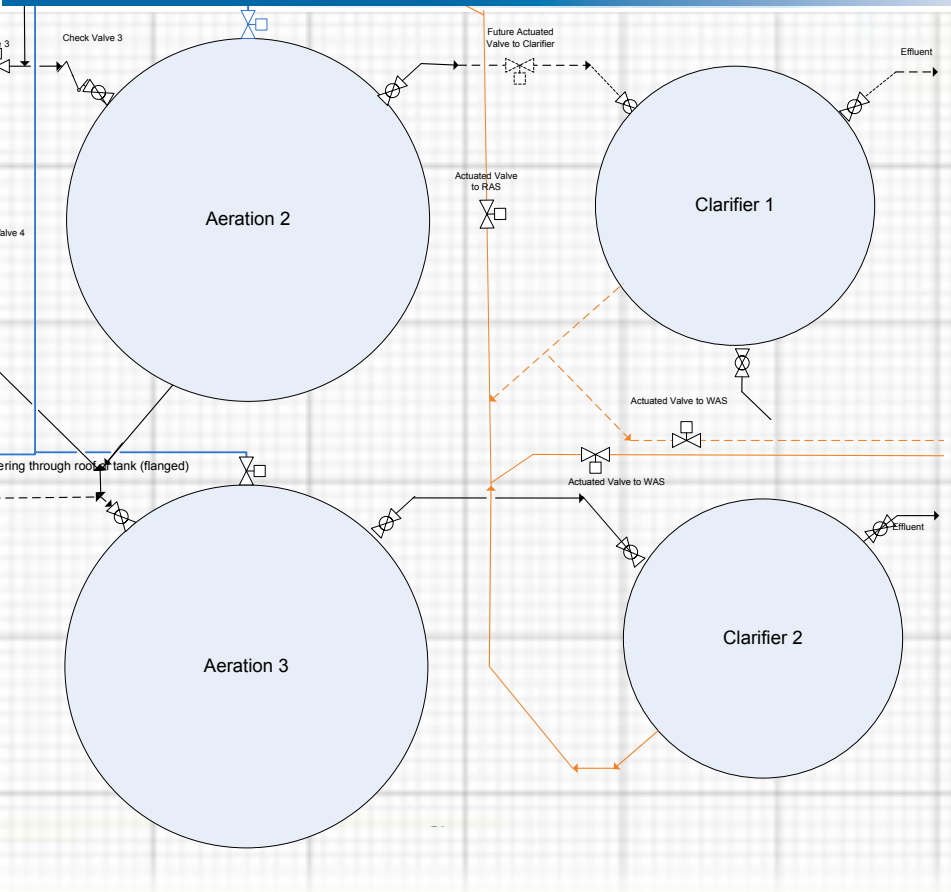 Future Actuated
Valve to Clarifier
Check Valve 3
3
Effluent
Actuated Valve
to RAS
Aeration 2
Clarifier 1
alve 4
Actuated Valve to WAS
ering through roof tank (flanged)
Actuated Valve to WAS
Effluent
Aeration 3
Clarifier 2